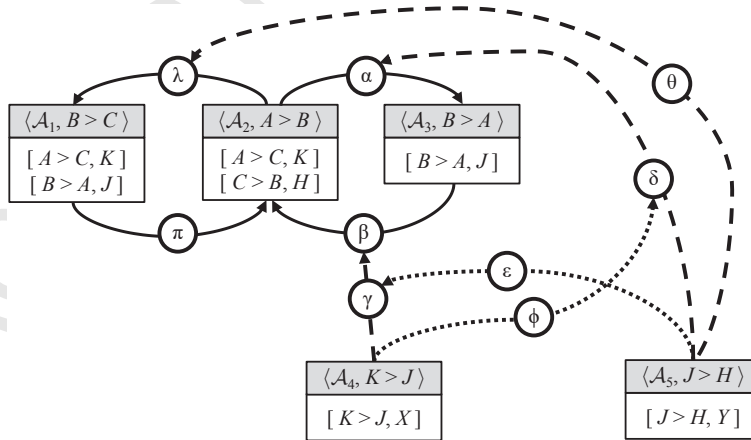 λ
α
θ
⟨A₁, B > C⟩
⟨A₂, A > B⟩
⟨A₃, B > A⟩
[A > C, K]
[B > A, J]
[A > C, K]
[C > B, H]
[B > A, J]
δ
π
β
ε
γ
ϕ
⟨A₄, K > J⟩
⟨A₅, J > H⟩
[K > J, X]
[J > H, Y]